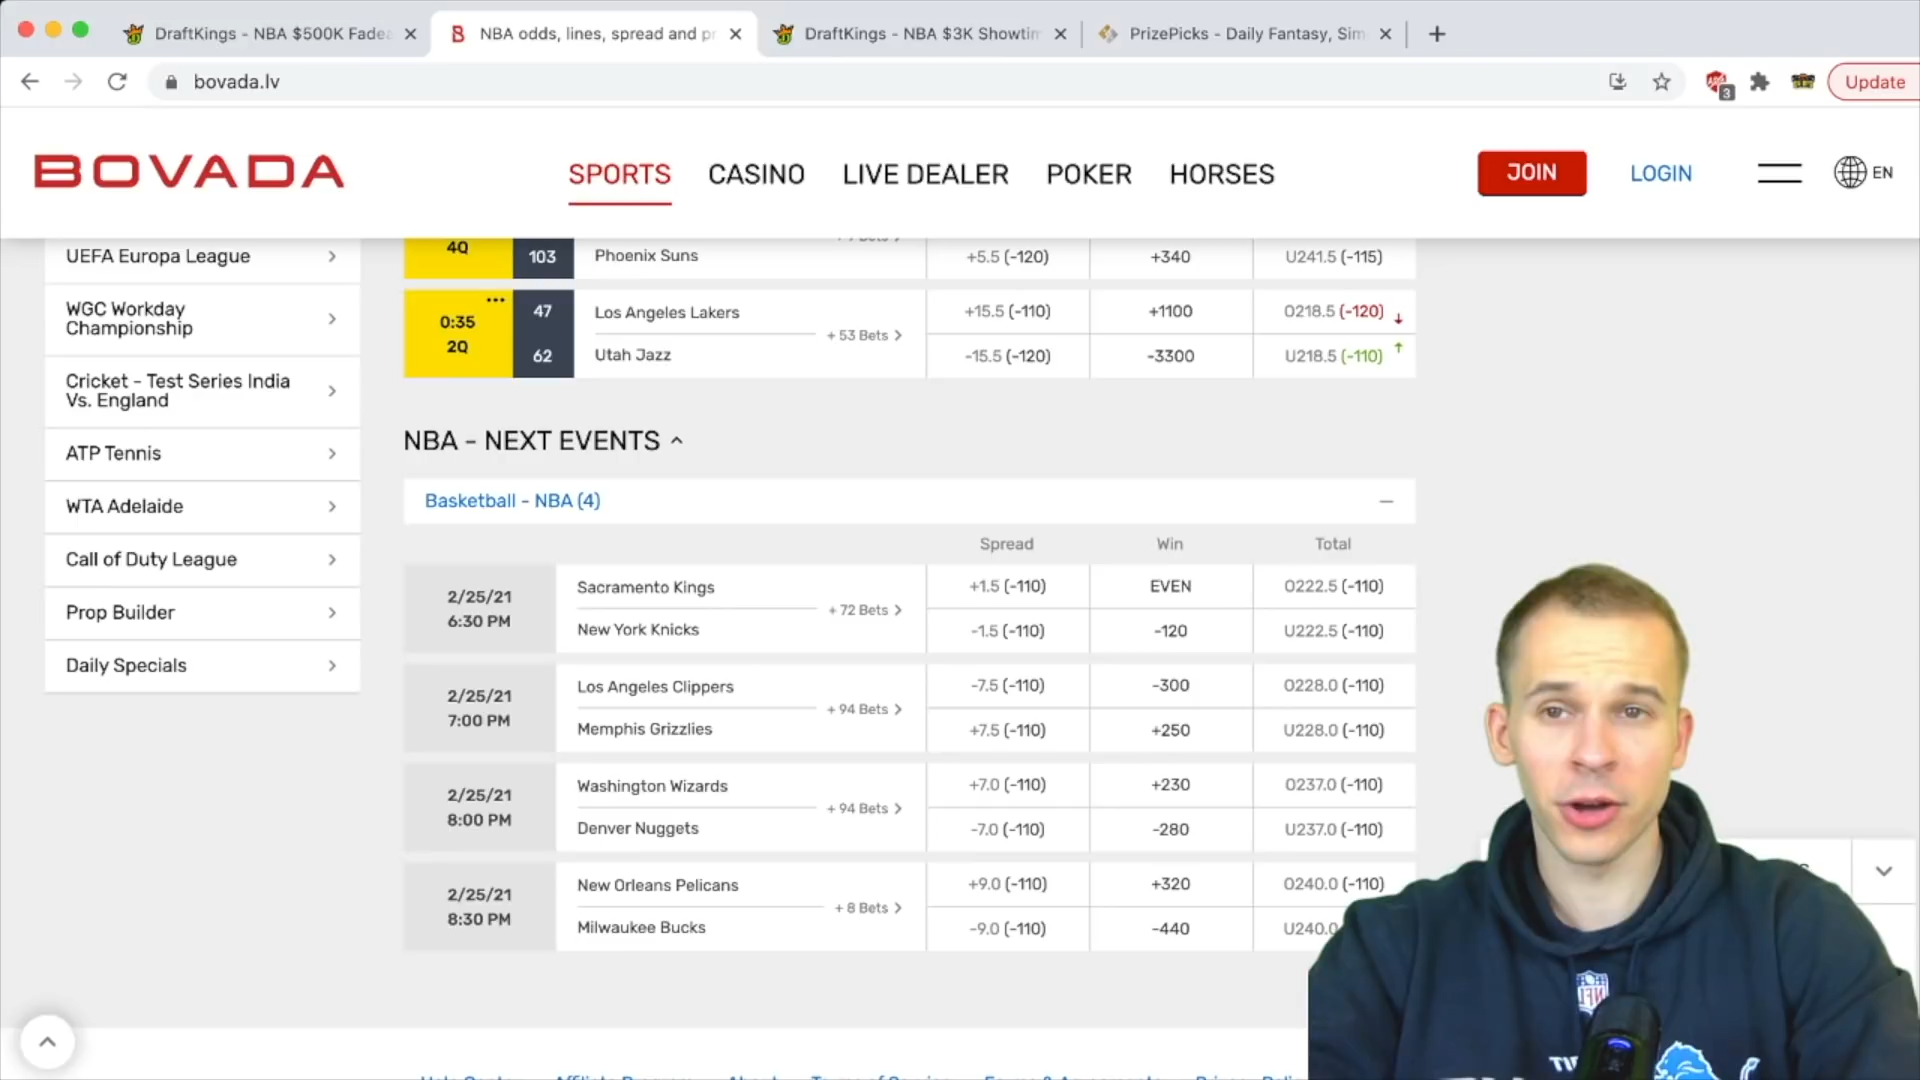 DraftKings - NBA $500K Fadea
NBA odds, lines, spread and pr
DraftKings - NBA $3K Showtim
PrizePicks - Daily Fantasy, Sim
bovada.lv
3
Update
BOVADA
SPORTS
CASINO
LIVE DEALER
POKER
HORSES
JOIN
LOGIN
EN
UEFA Europa League
WGC Workday
Championship
Cricket - Test Series India
Vs. England
ATP Tennis
WTA Adelaide
Call of Duty League
Prop Builder
Daily Specials
4Q
103
Phoenix Suns
+5.5 (-120)
+340
U241.5 (-115)
0:35
2Q
47
62
Los Angeles Lakers
Utah Jazz
+ 53 Bets
+15.5 (-110)
+1100
O218.5 (-120)
-15.5 (-120)
-3300
U218.5 (-110)
NBA - NEXT EVENTS
Basketball - NBA (4)
Spread
Win
Total
2/25/21
6:30 PM
Sacramento Kings
New York Knicks
+ 72 Bets
+1.5 (-110)
EVEN
O222.5 (-110)
-1.5 (-110)
-120
U222.5 (-110)
2/25/21
7:00 PM
Los Angeles Clippers
Memphis Grizzlies
+ 94 Bets
-7.5 (-110)
-300
O228.0 (-110)
+7.5 (-110)
+250
U228.0 (-110)
2/25/21
8:00 PM
Washington Wizards
Denver Nuggets
+ 94 Bets
+7.0 (-110)
+230
O237.0 (-110)
-7.0 (-110)
-280
U237.0 (-110)
2/25/21
8:30 PM
New Orleans Pelicans
Milwaukee Bucks
+ 8 Bets
+9.0 (-110)
+320
O240.0 (-110)
-9.0 (-110)
-440
U240.0
NFL